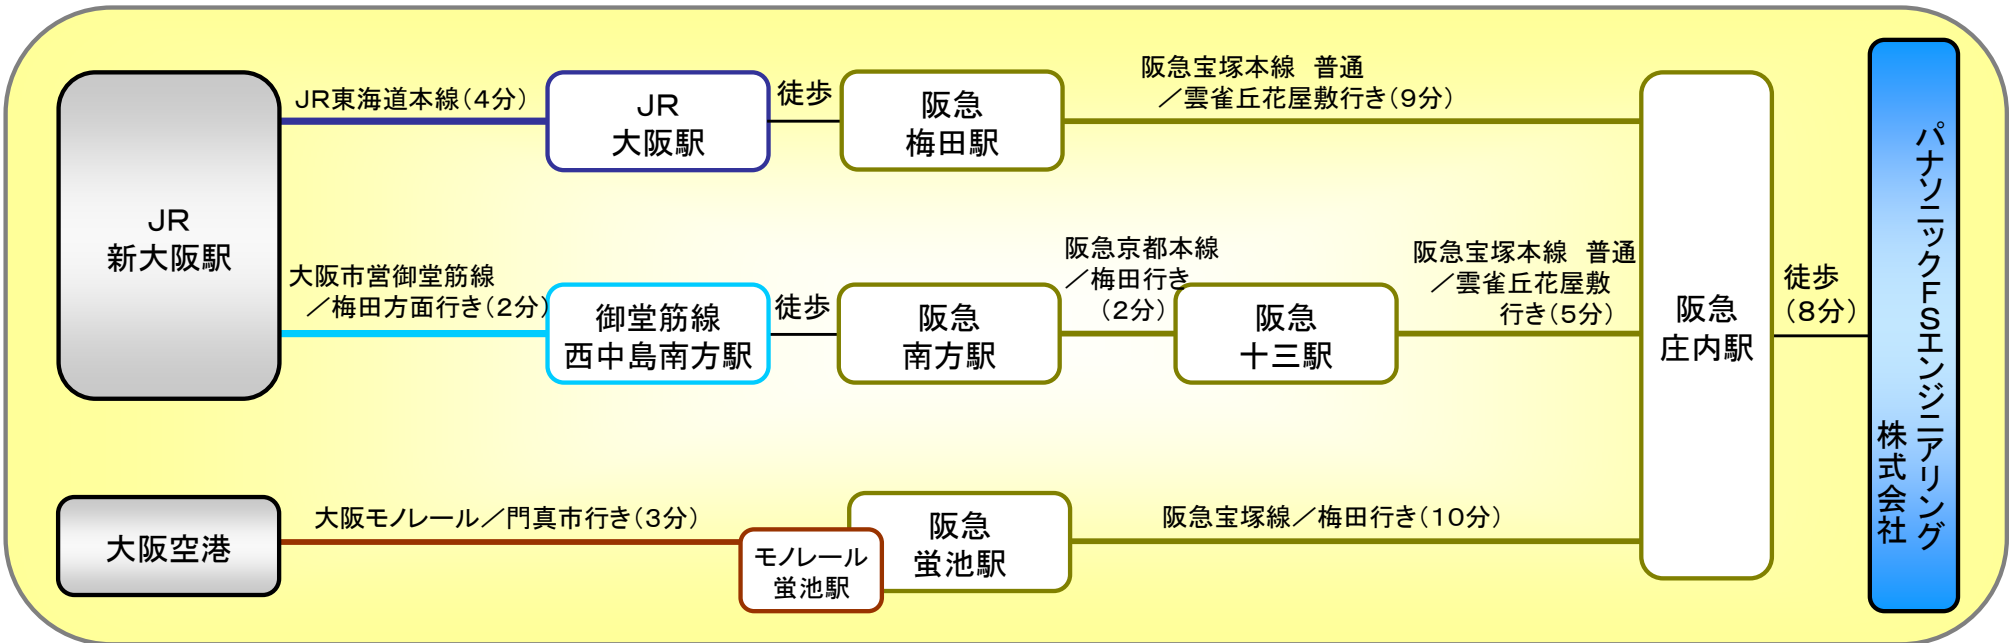 JR
新大阪駅
JR東海道本線(4分)
JR
大阪駅
徒歩
阪急
梅田駅
阪急宝塚本線 普通
/雲雀丘花屋敷行き(9分)
大阪市営御堂筋線
/梅田方面行き(2分)
御堂筋線
西中島南方駅
徒歩
阪急
南方駅
阪急京都本線
/梅田行き
(2分)
阪急
十三駅
阪急宝塚本線 普通
/雲雀丘花屋敷
行き(5分)
大阪空港
大阪モノレール/門真市行き(3分)
モノレール
蛍池駅
阪急
蛍池駅
阪急宝塚線/梅田行き(10分)
阪急
庄内駅
徒歩
(8分)
パナソニックFSエンジニアリング
株式会社